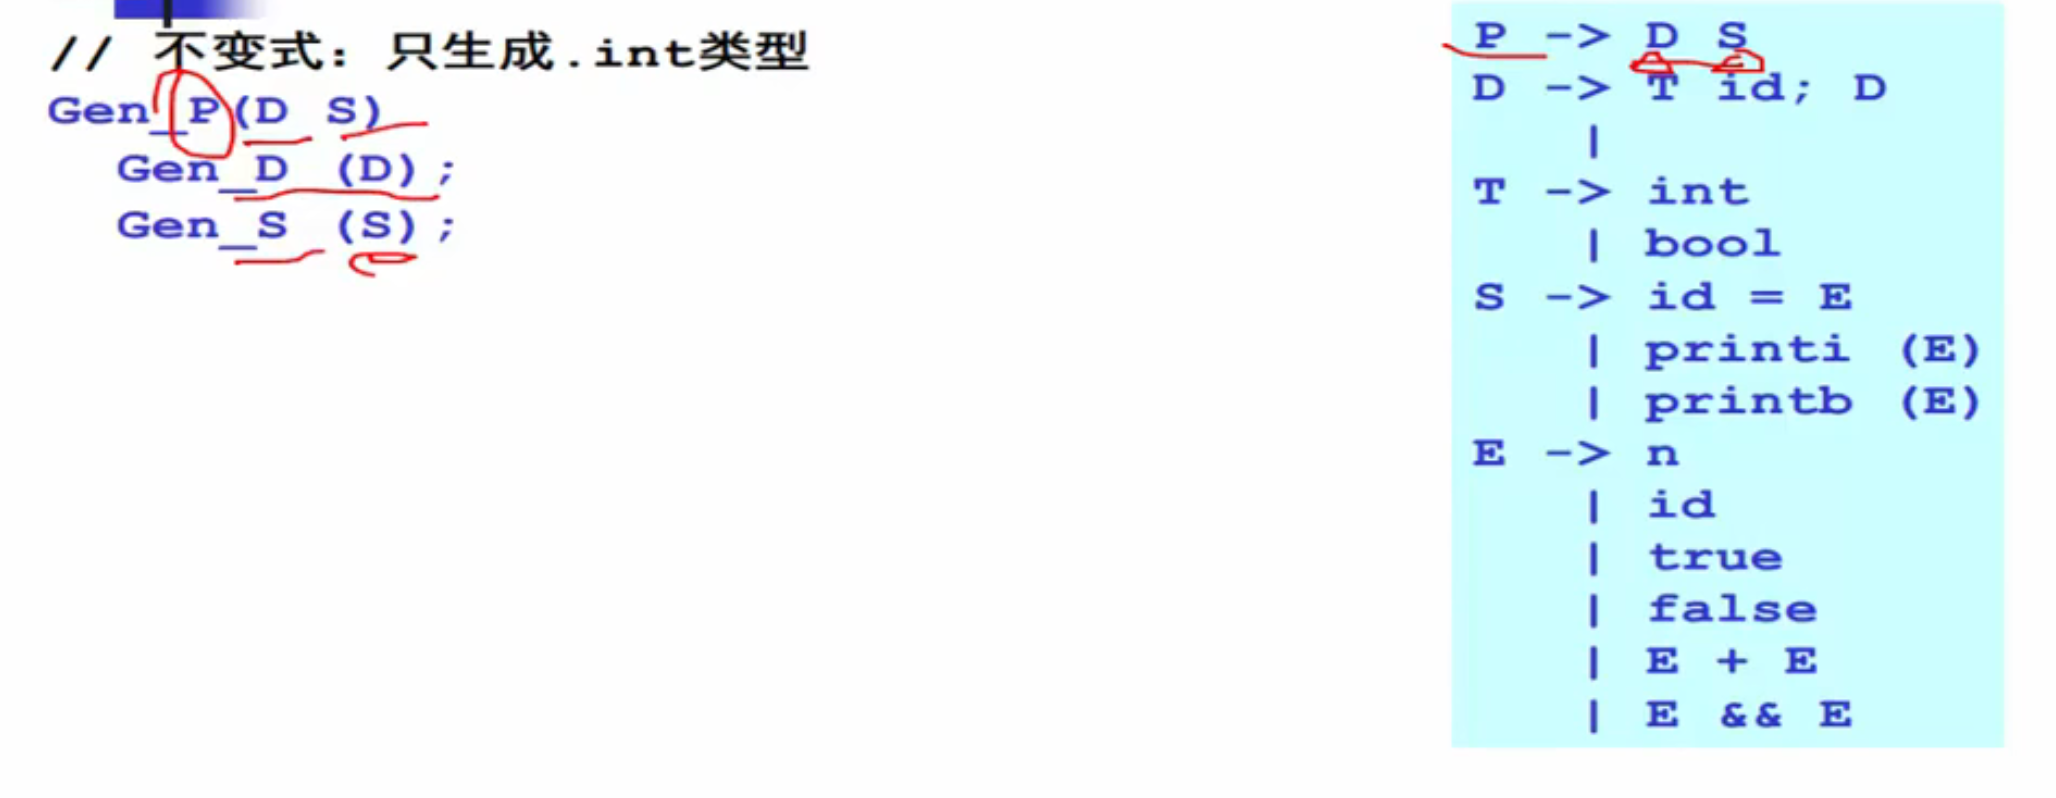 // 不变式：只生成.int类型
Gen_P(D S)
Gen_D (D);
Gen_S (S);
P -> D S
D -> T id; D
|
T -> int
| bool
S -> id = E
| printi (E)
| printb (E)
E -> n
| id
| true
| false
| E + E
| E && E